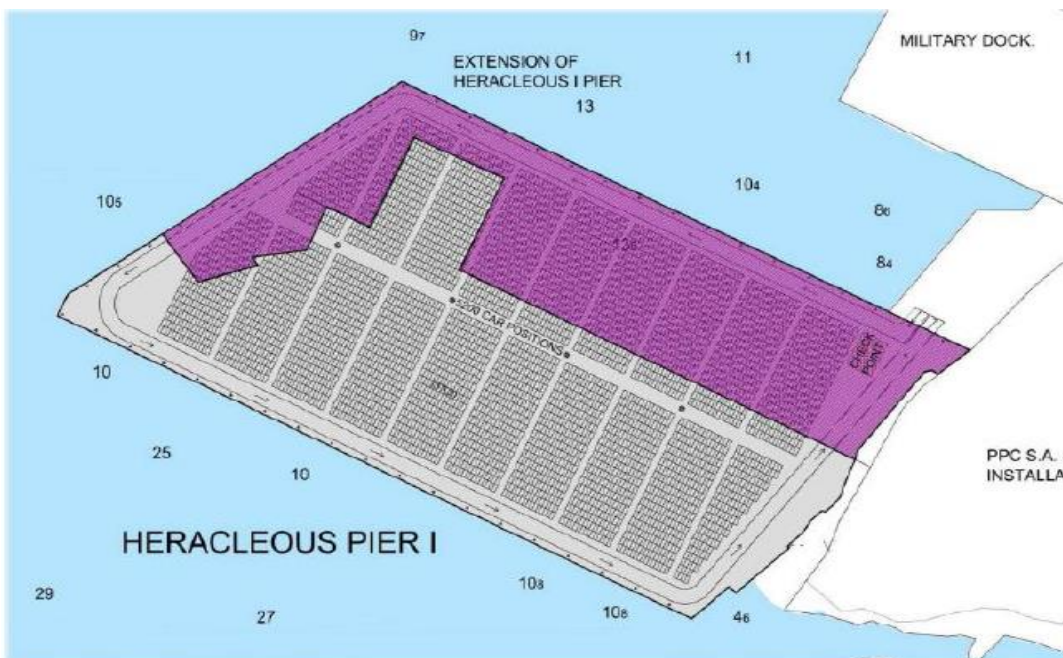 9₇
11
MILITARY DOCK.
EXTENSION OF
HERACLEOUS I PIER
13
10₅
10₄
8₆
8₄
CAR POSITIONS
CHECK
POINT
10
25
10
PPC S.A.
INSTALLA
HERACLEOUS PIER I
29
27
10₈
10₈
4₆